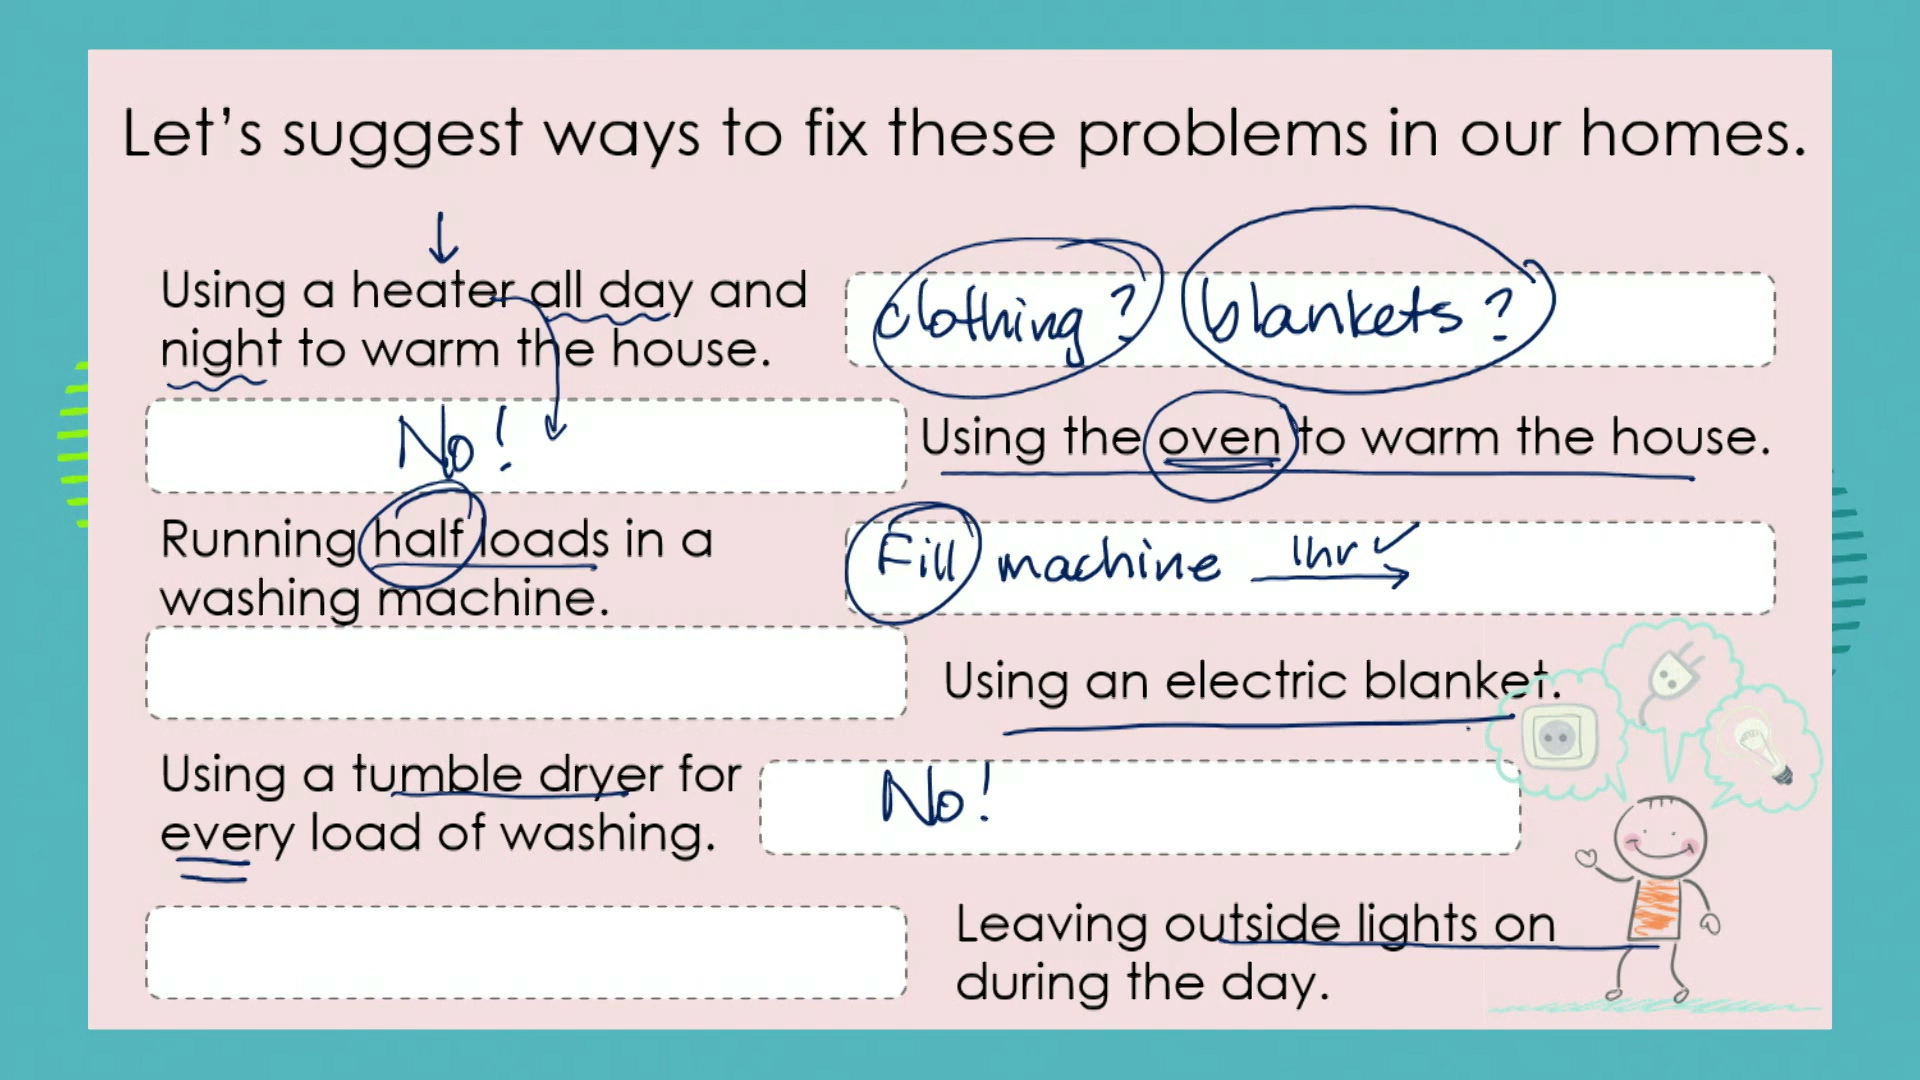 Let's suggest ways to fix these problems in our homes.
Using a heater all day and
night to warm the house.
clothing? blankets?
No!
Using the oven to warm the house.
Running half loads in a
washing machine.
Fill machine 1hr
Using an electric blanket.
Using a tumble dryer for
every load of washing.
No!
Leaving outside lights on
during the day.